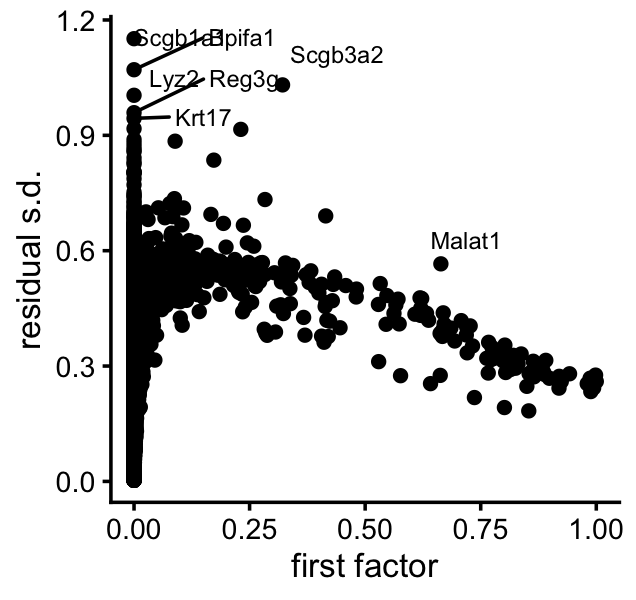 1.2
Scgb1a1
Bpifa1
Scgb3a2
Lyz2
Reg3g
Krt17
0.9
Malat1
0.6
0.3
0.0
residual s.d.
0.00 0.25 0.50 0.75 1.00
first factor